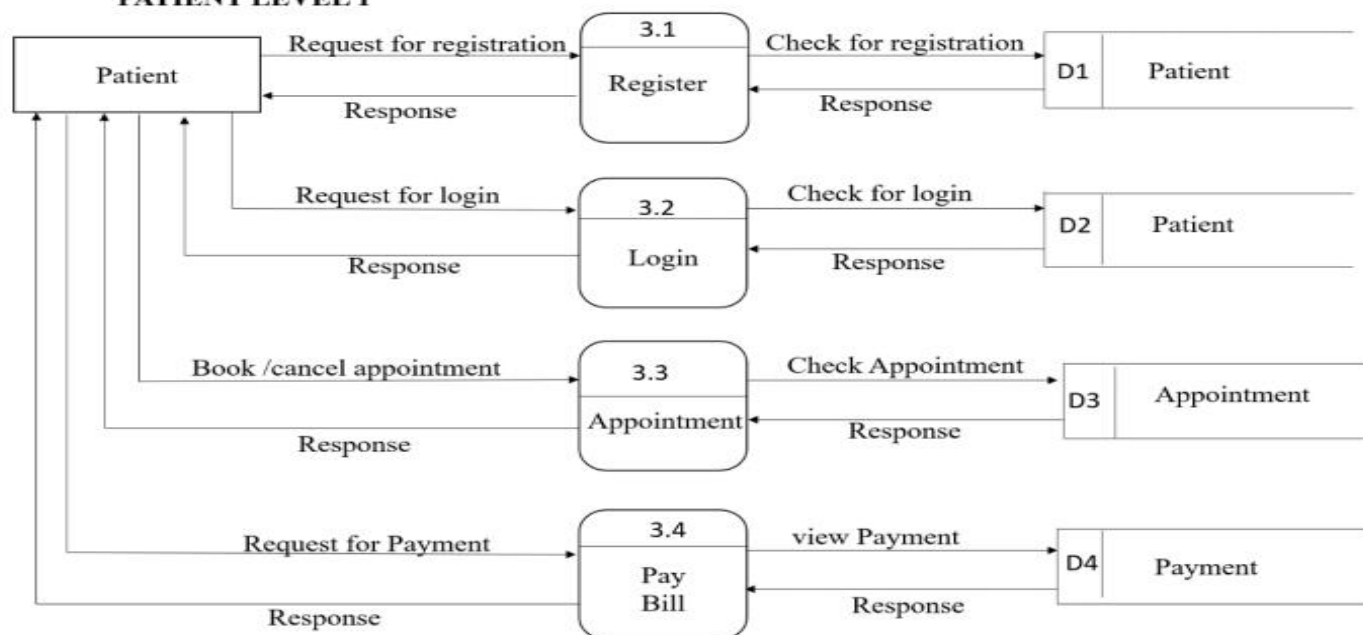 PATIENT LEVEL I
Request for registration
3.1
Check for registration
Patient
Register
D1
Patient
Response
Response
Request for login
3.2
Check for login
Login
D2
Patient
Response
Response
Book /cancel appointment
3.3
Check Appointment
Appointment
D3
Appointment
Response
Response
Request for Payment
3.4
view Payment
Pay
Bill
D4
Payment
Response
Response